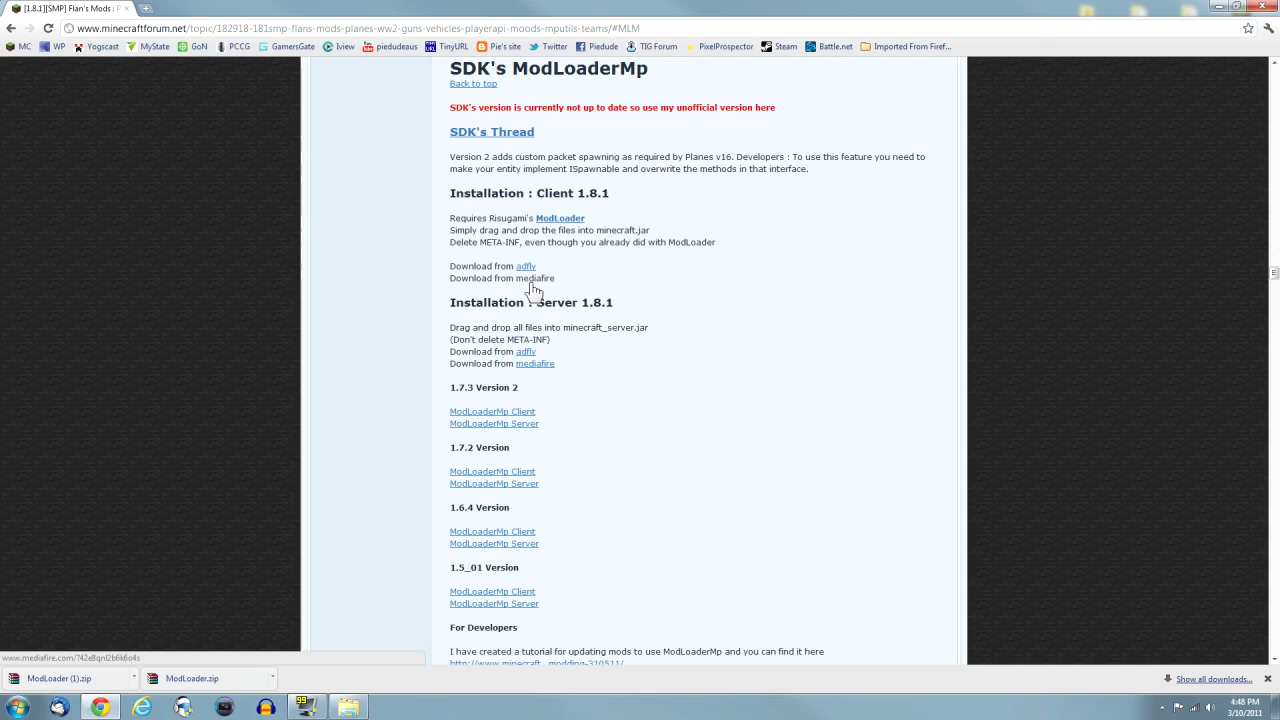 [1.8.1][SMP] Flan's Mods : P
www.minecraftforum.net/topic/182918-181smp-flans-mods-planes-ww2-guns-vehicles-playerapi-moods-mputils-teams/#MLM
MC WP Yogscast MyState GoN PCCG GamersGate Iview piedudeaus TinyURL Pie's site Twitter Piedude TIG Forum PixelProspector Steam Battle.net Imported From Firef...
SDK's ModLoaderMp
Back to top
SDK's version is currently not up to date so use my unofficial version here
SDK's Thread
Version 2 adds custom packet spawning as required by Planes v16. Developers : To use this feature you need to
make your entity implement ISpawnable and overwrite the methods in that interface.
Installation : Client 1.8.1
Requires Risugami's ModLoader
Simply drag and drop the files into minecraft.jar
Delete META-INF, even though you already did with ModLoader
Download from adfly
Download from mediafire
Installation : Server 1.8.1
Drag and drop all files into minecraft_server.jar
(Don't delete META-INF)
Download from adfly
Download from mediafire
1.7.3 Version 2
ModLoaderMp Client
ModLoaderMp Server
1.7.2 Version
ModLoaderMp Client
ModLoaderMp Server
1.6.4 Version
ModLoaderMp Client
ModLoaderMp Server
1.5_01 Version
ModLoaderMp Client
ModLoaderMp Server
For Developers
I have created a tutorial for updating mods to use ModLoaderMp and you can find it here
http://www.minecraft...modding-310511/
www.mediafire.com/?42e8qnl2b6k6o4s
ModLoader (1).zip
ModLoader.zip
Show all downloads...
99
4:48 PM
3/10/2011